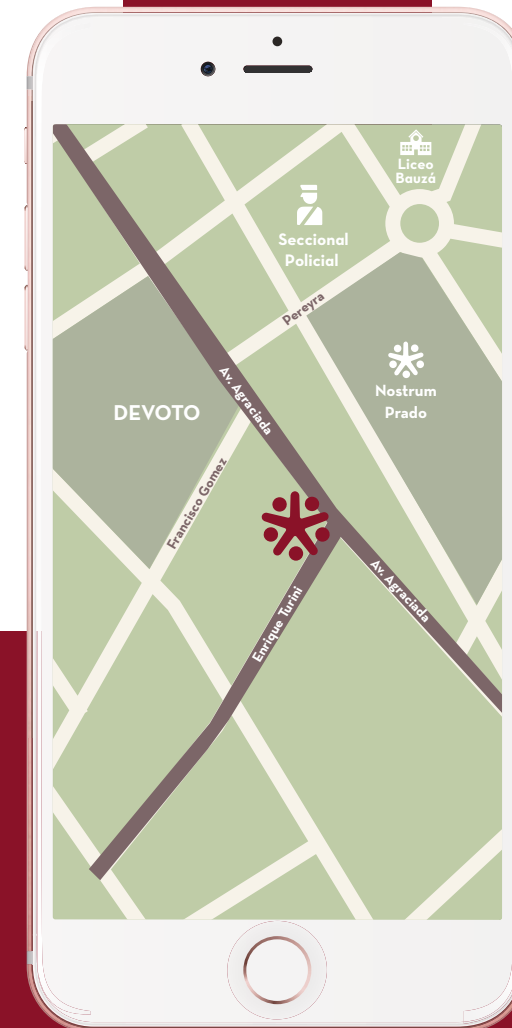 Liceo
Bauzá
Seccional
Policial
Pereyra
Nostrum
Prado
Av. Agraciada
DEVOTO
Francisco Gomez
Av. Agraciada
Enrique Turini